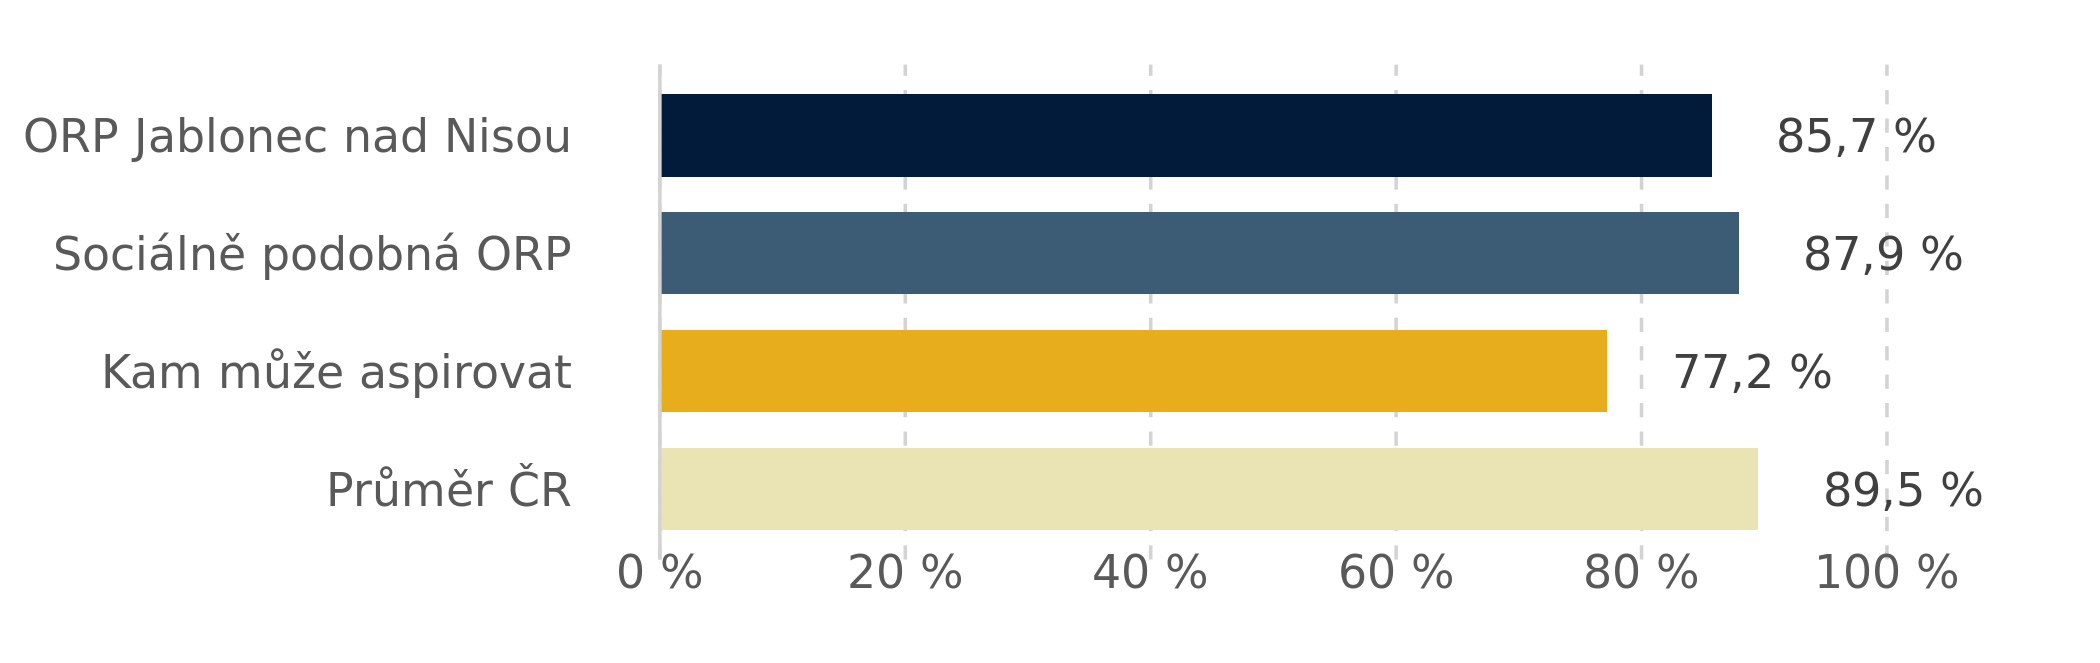 ORP Jablonec nad Nisou 85,7 %
Sociálně podobná ORP 87,9 %
Kam může aspirovat 77,2 %
Průměr ČR 89,5 %
0 % 20 % 40 % 60 % 80 % 100 %